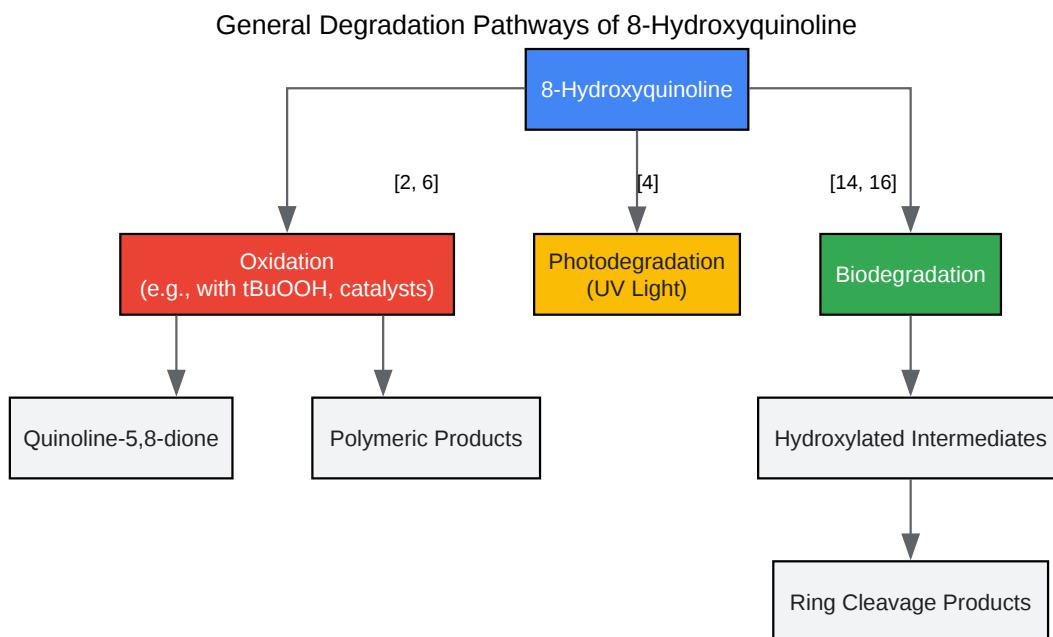 General Degradation Pathways of 8-Hydroxyquinoline
8-Hydroxyquinoline
[2, 6]
[4]
[14, 16]
Oxidation
(e.g., with tBuOOH, catalysts)
Photodegradation
(UV Light)
Biodegradation
Quinoline-5,8-dione
Polymeric Products
Hydroxylated Intermediates
Ring Cleavage Products